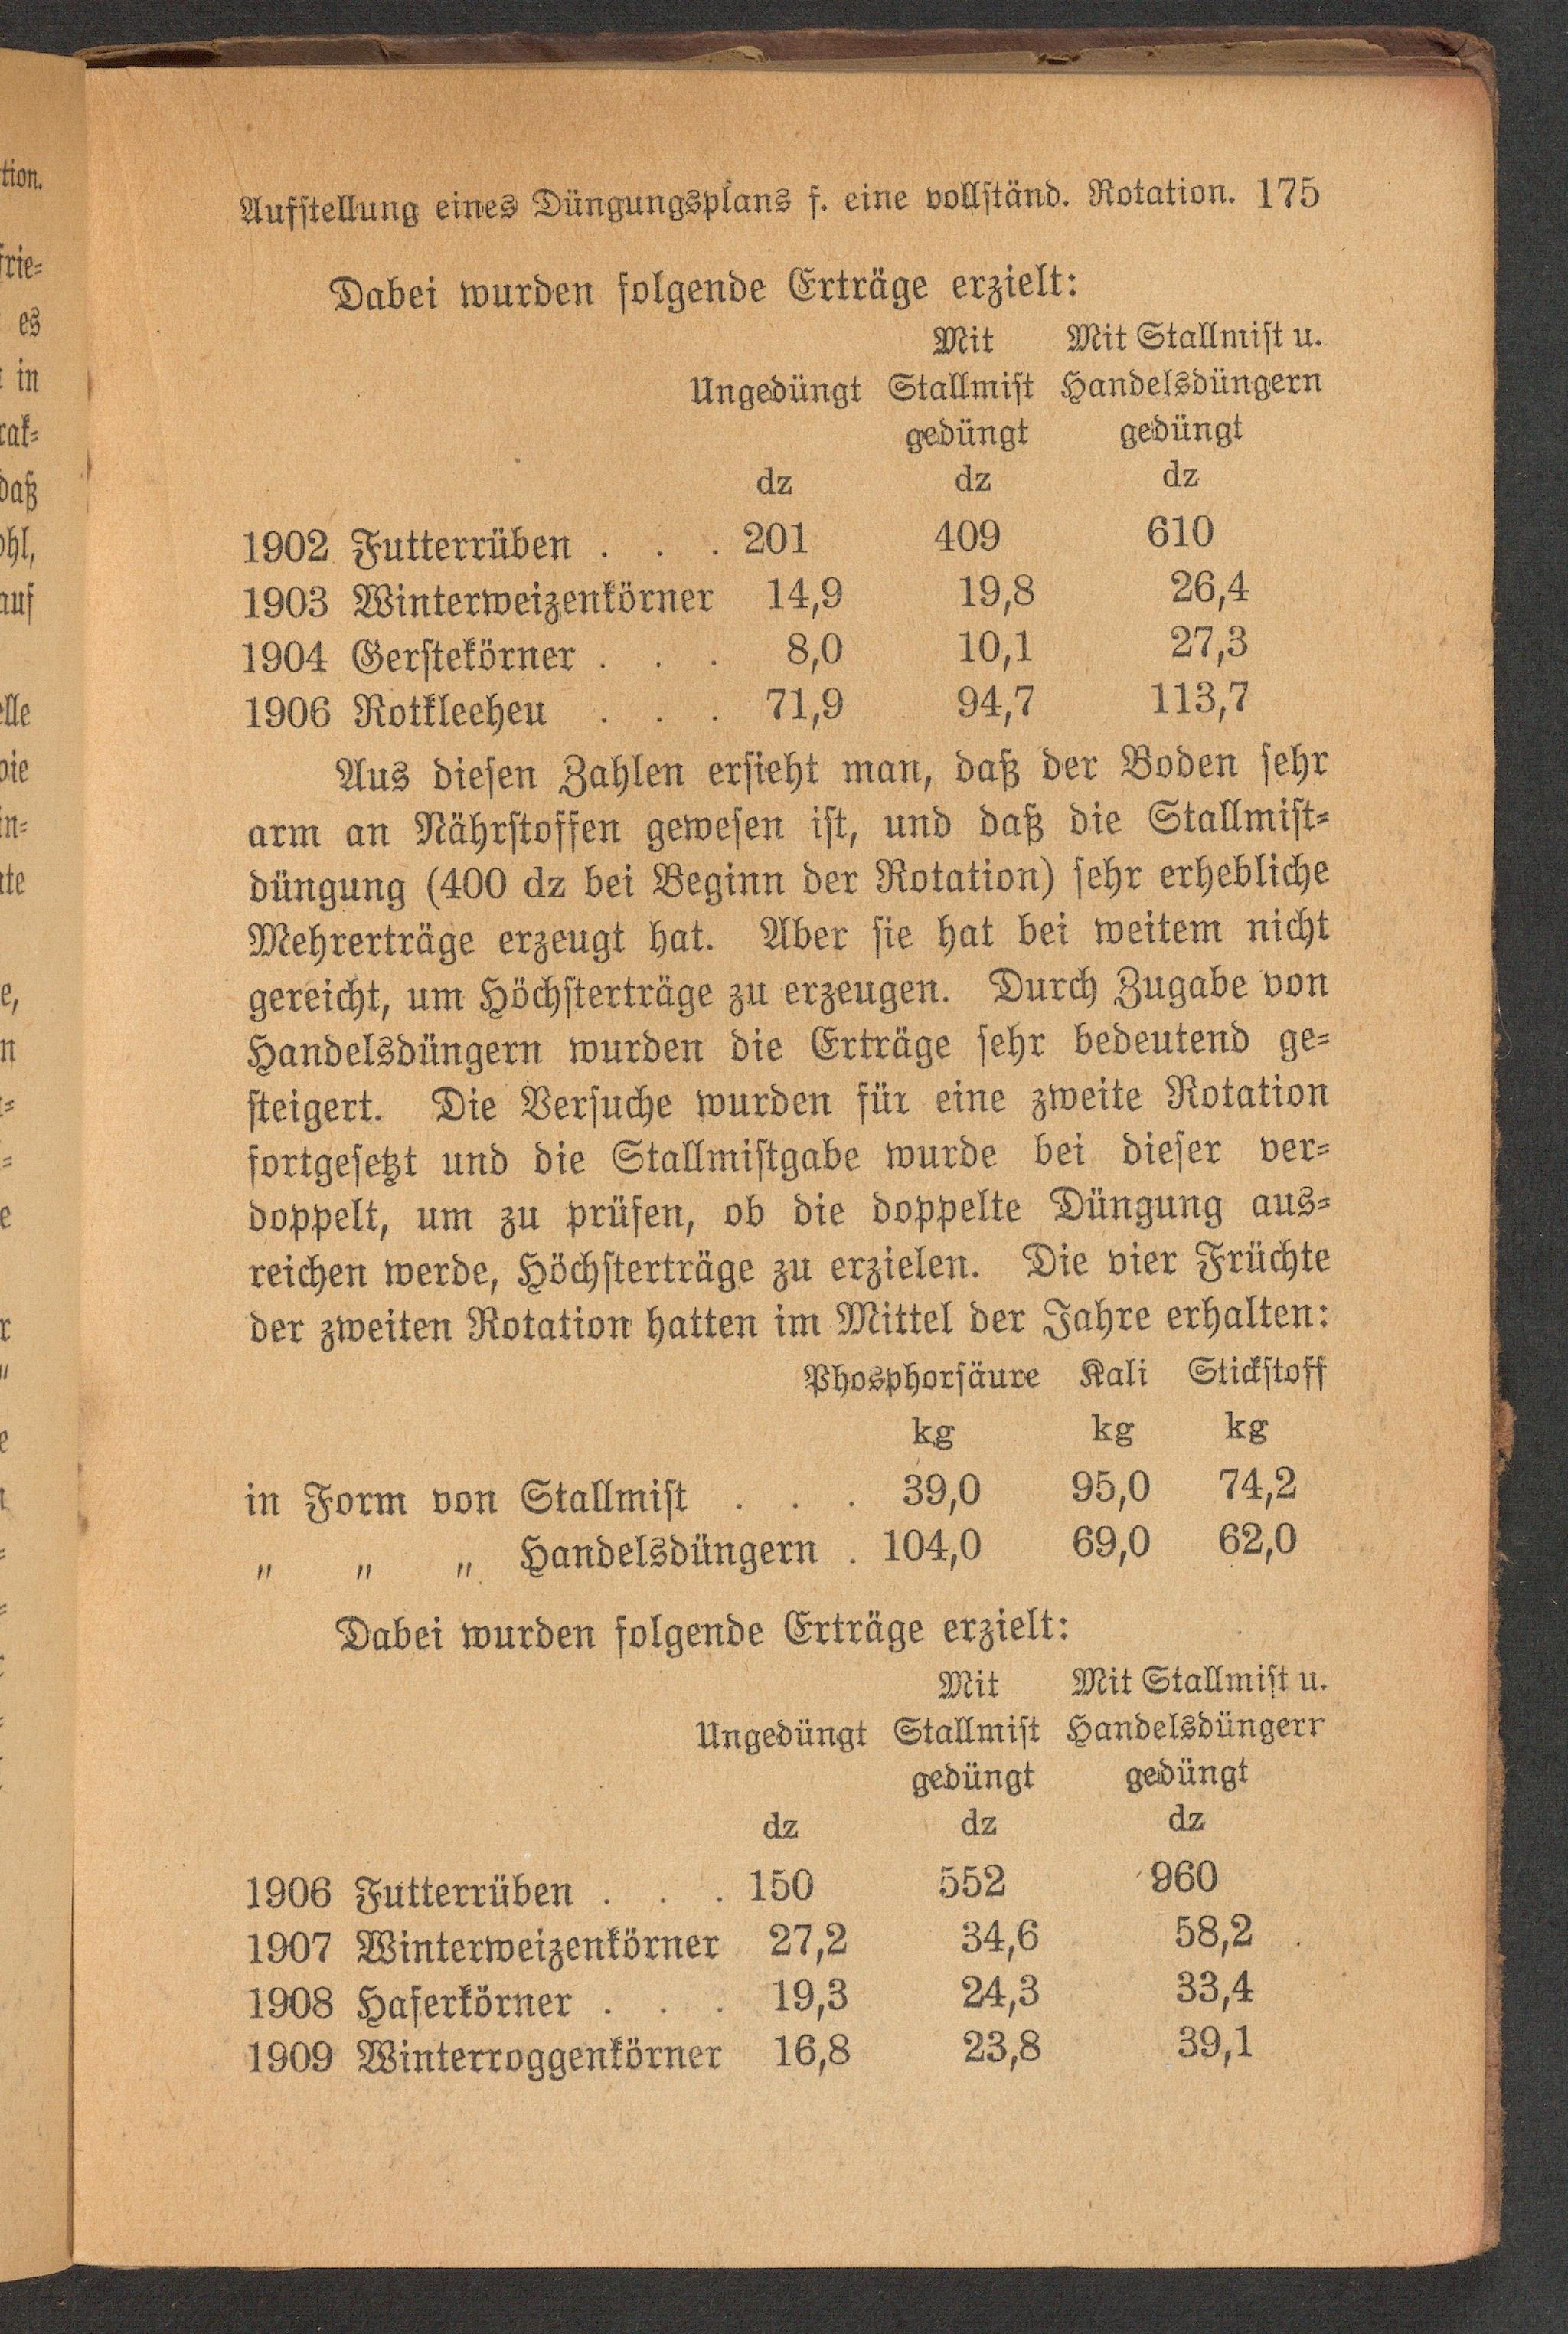 Aufstellung eines Düngungsplans f. eine vollständ. Rotation. 175
Dabei wurden folgende Erträge erzielt:
Mit Mit Stallmist u.
Ungedüngt Stallmist Handelsdüngern
gedüngt gedüngt
dz dz dz
1902 Futterrüben . . . 201 409 610
1903 Winterweizenkörner 14,9 19,8 26,4
1904 Gerstekörner . . . 8,0 10,1 27,3
1906 Rotkleeheu . . . 71,9 94,7 113,7
Aus diesen Zahlen ersieht man, daß der Boden sehr
arm an Nährstoffen gewesen ist, und daß die Stallmist-
düngung (400 dz bei Beginn der Rotation) sehr erhebliche
Mehrerträge erzeugt hat. Aber sie hat bei weitem nicht
gereicht, um Höchsterträge zu erzeugen. Durch Zugabe von
Handelsdüngern wurden die Erträge sehr bedeutend ge-
steigert. Die Versuche wurden für eine zweite Rotation
fortgesetzt und die Stallmistgabe wurde bei dieser ver-
doppelt, um zu prüfen, ob die doppelte Düngung aus-
reichen werde, Höchsterträge zu erzielen. Die vier Früchte
der zweiten Rotation hatten im Mittel der Jahre erhalten:
Phosphorsäure Kali Stickstoff
kg kg kg
in Form von Stallmist . . . 39,0 95,0 74,2
„ „ „ Handelsdüngern . 104,0 69,0 62,0
Dabei wurden folgende Erträge erzielt:
Mit Mit Stallmist u.
Ungedüngt Stallmist Handelsdüngern
gedüngt gedüngt
dz dz dz
1906 Futterrüben . . . 150 552 960
1907 Winterweizenkörner 27,2 34,6 58,2
1908 Haferkörner . . . 19,3 24,3 33,4
1909 Winterroggenkörner 16,8 23,8 39,1